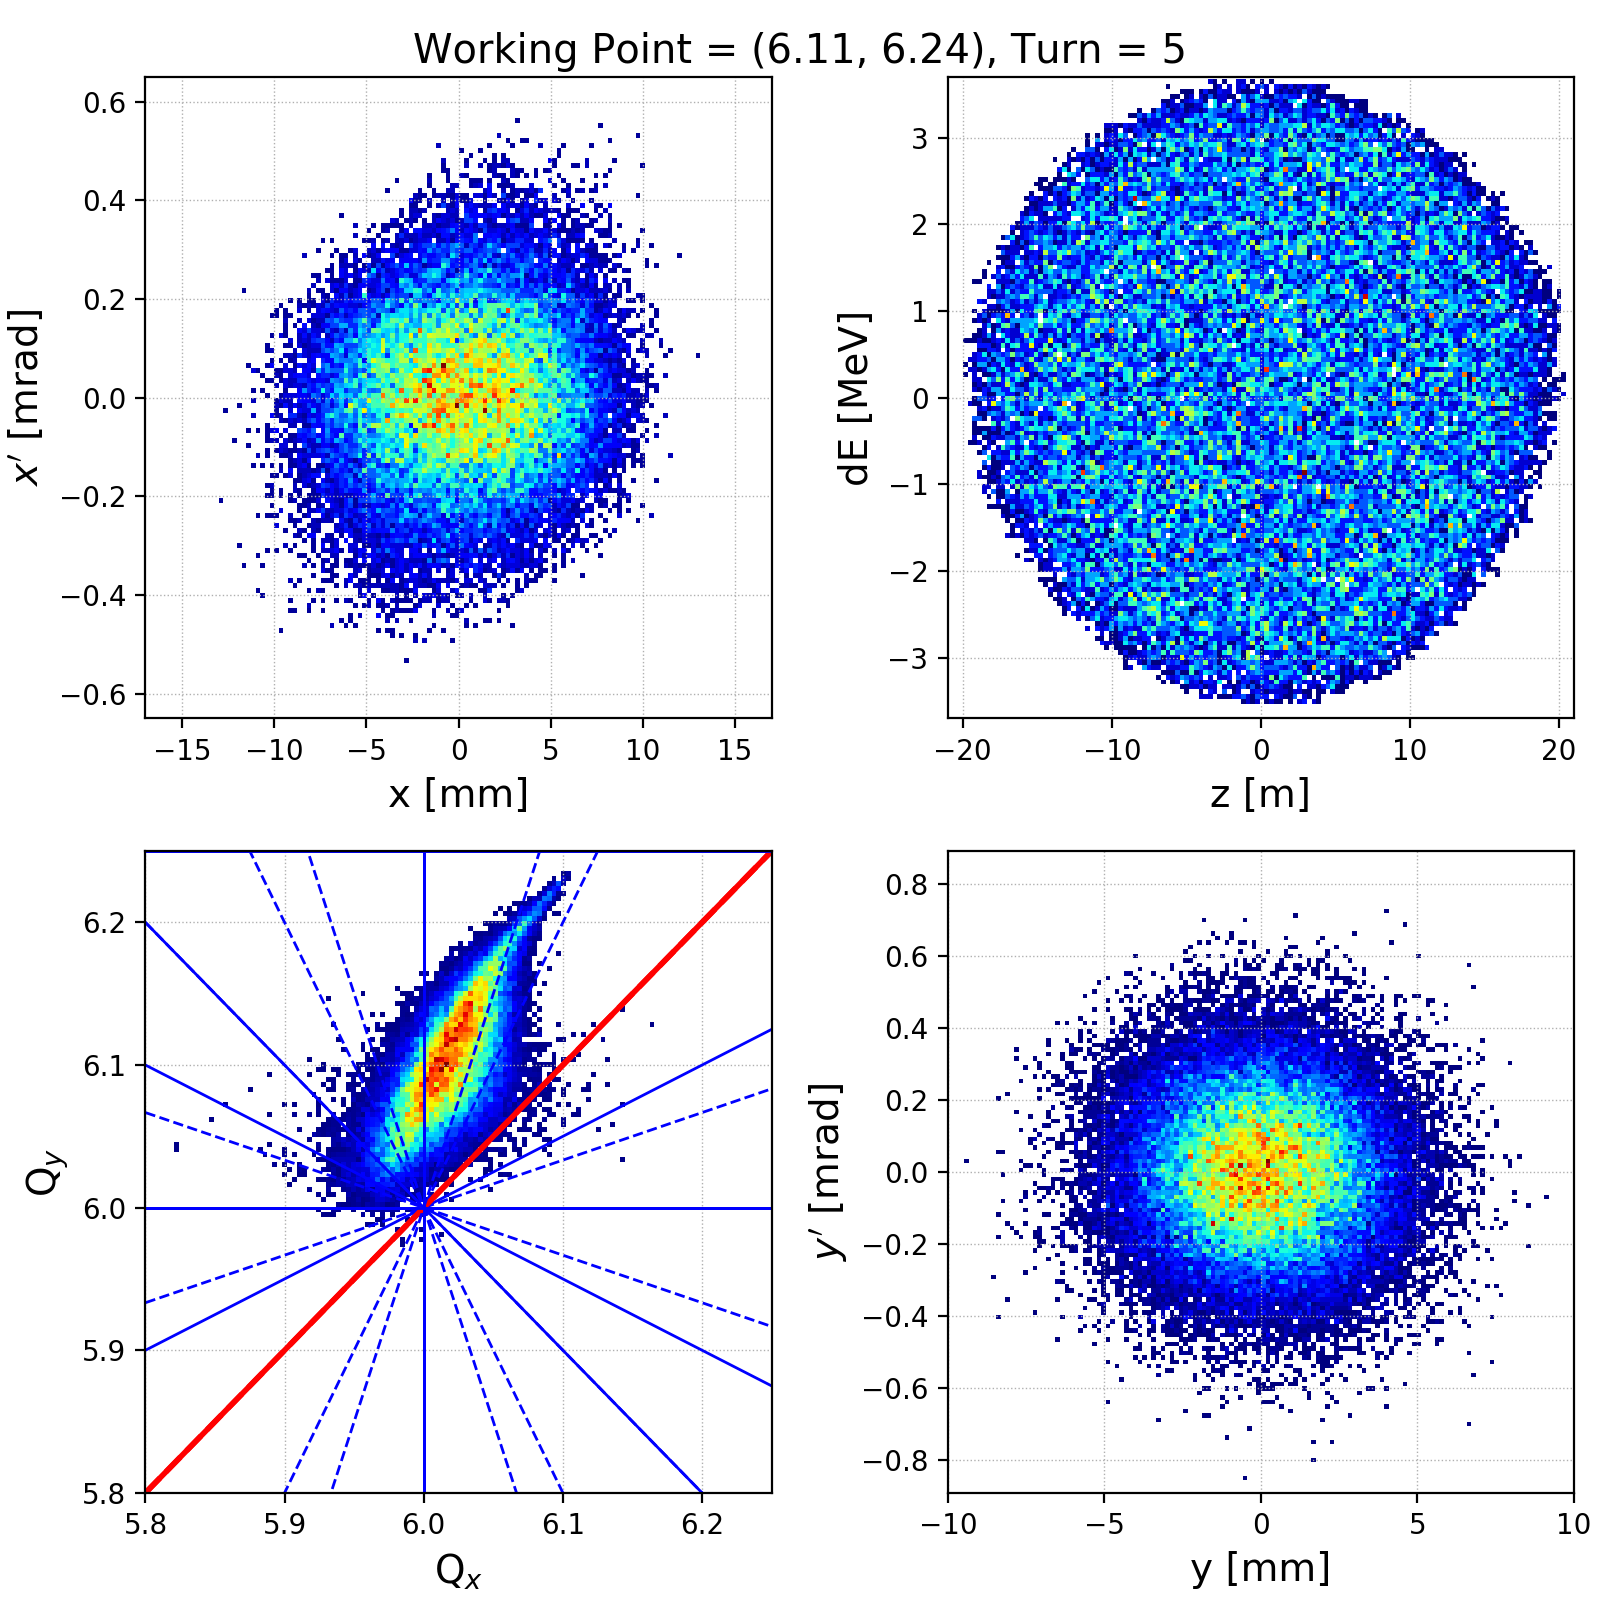 Working Point = (6.11, 6.24), Turn = 5
0.6
0.4
0.2
0.0
−0.2
−0.4
−0.6
x′ [mrad]
−15 −10 −5 0 5 10 15
x [mm]
3
2
1
0
−1
−2
−3
dE [MeV]
−20 −10 0 10 20
z [m]
6.2
6.1
6.0
5.9
5.8
Qy
5.8 5.9 6.0 6.1 6.2
Qx
0.8
0.6
0.4
0.2
0.0
−0.2
−0.4
−0.6
−0.8
y′ [mrad]
−10 −5 0 5 10
y [mm]